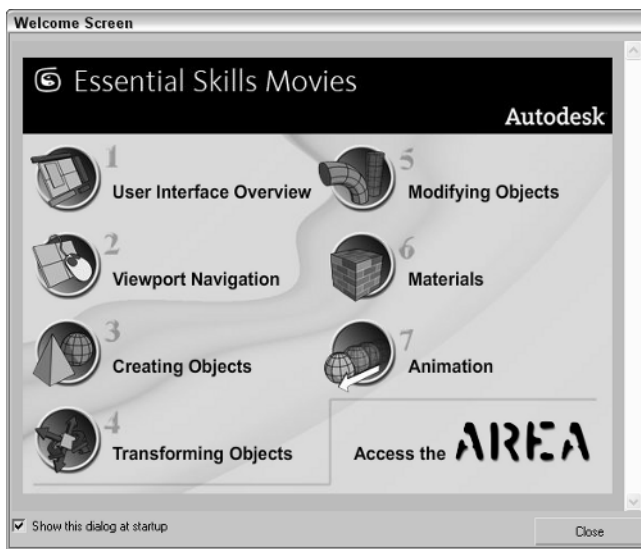 Welcome Screen
Essential Skills Movies
Autodesk
1
User Interface Overview
2
Viewport Navigation
3
Creating Objects
4
Transforming Objects
5
Modifying Objects
6
Materials
7
Animation
Access the AREA
Show this dialog at startup
Close